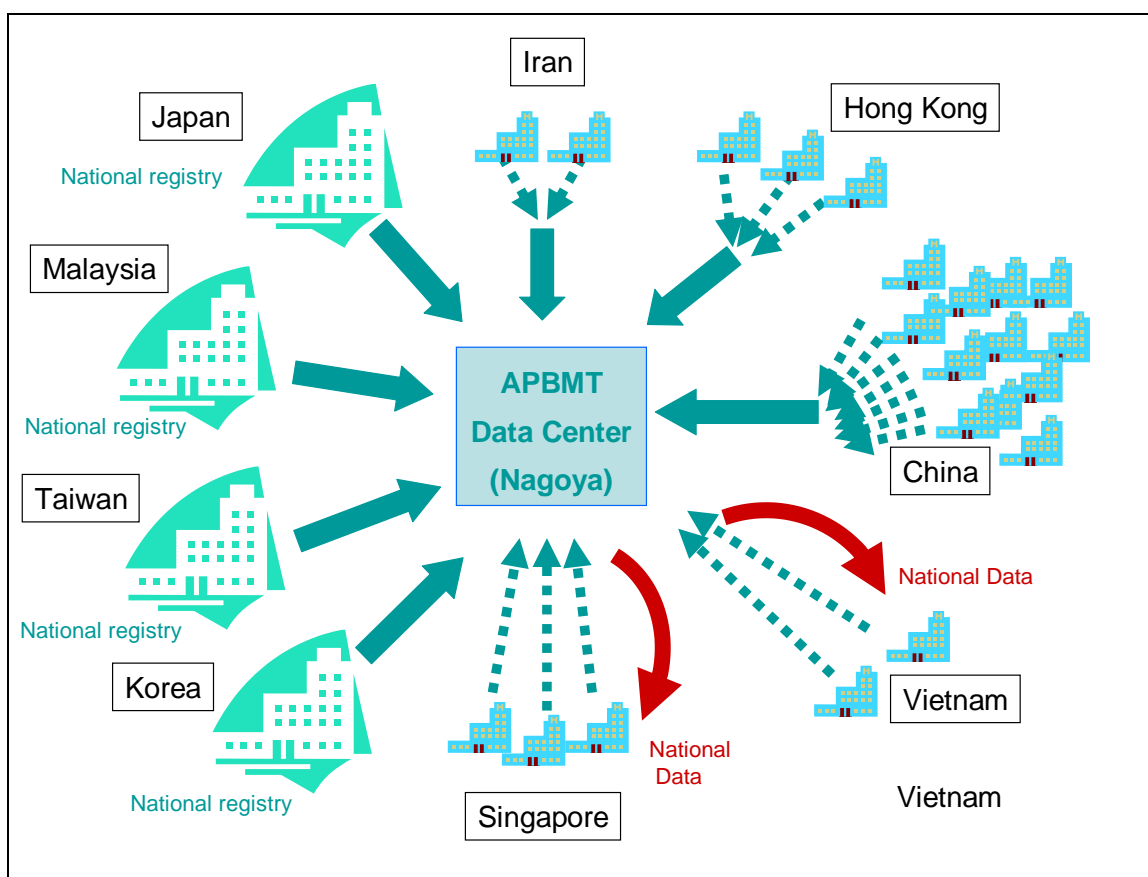 Iran
Japan
Hong Kong
National registry
Malaysia
APBMT
Data Center
(Nagoya)
National registry
China
Taiwan
National Data
National registry
Korea
Vietnam
National
Data
National registry
Singapore
Vietnam